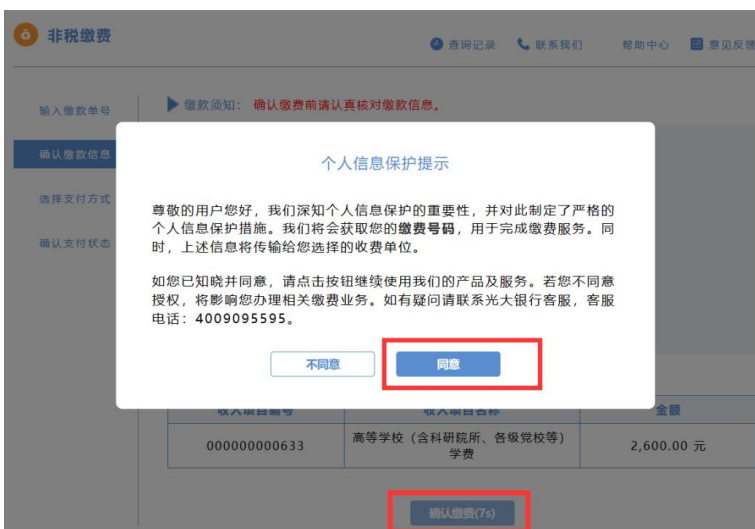 非税缴费
查询记录 联系我们 帮助中心 意见反馈
输入缴款单号
缴款须知：确认缴费前请认真核对缴款信息。
确认缴款信息
选择支付方式
确认支付状态
个人信息保护提示
尊敬的用户您好，我们深知个人信息保护的重要性，并对此制定了严格的
个人信息保护措施。我们将会获取您的缴费号码，用于完成缴费服务。同
时，上述信息将传输给您选择的收费单位。
如您已知晓并同意，请点击按钮继续使用我们的产品及服务。若您不同意
授权，将影响您办理相关缴费业务。如有疑问请联系光大银行客服，客服
电话：4009095595。
不同意 同意
收入项目编号 收入项目名称 金额
000000000633 高等学校（含科研院所、各级党校等）
学费 2,600.00 元
确认缴费(7s)